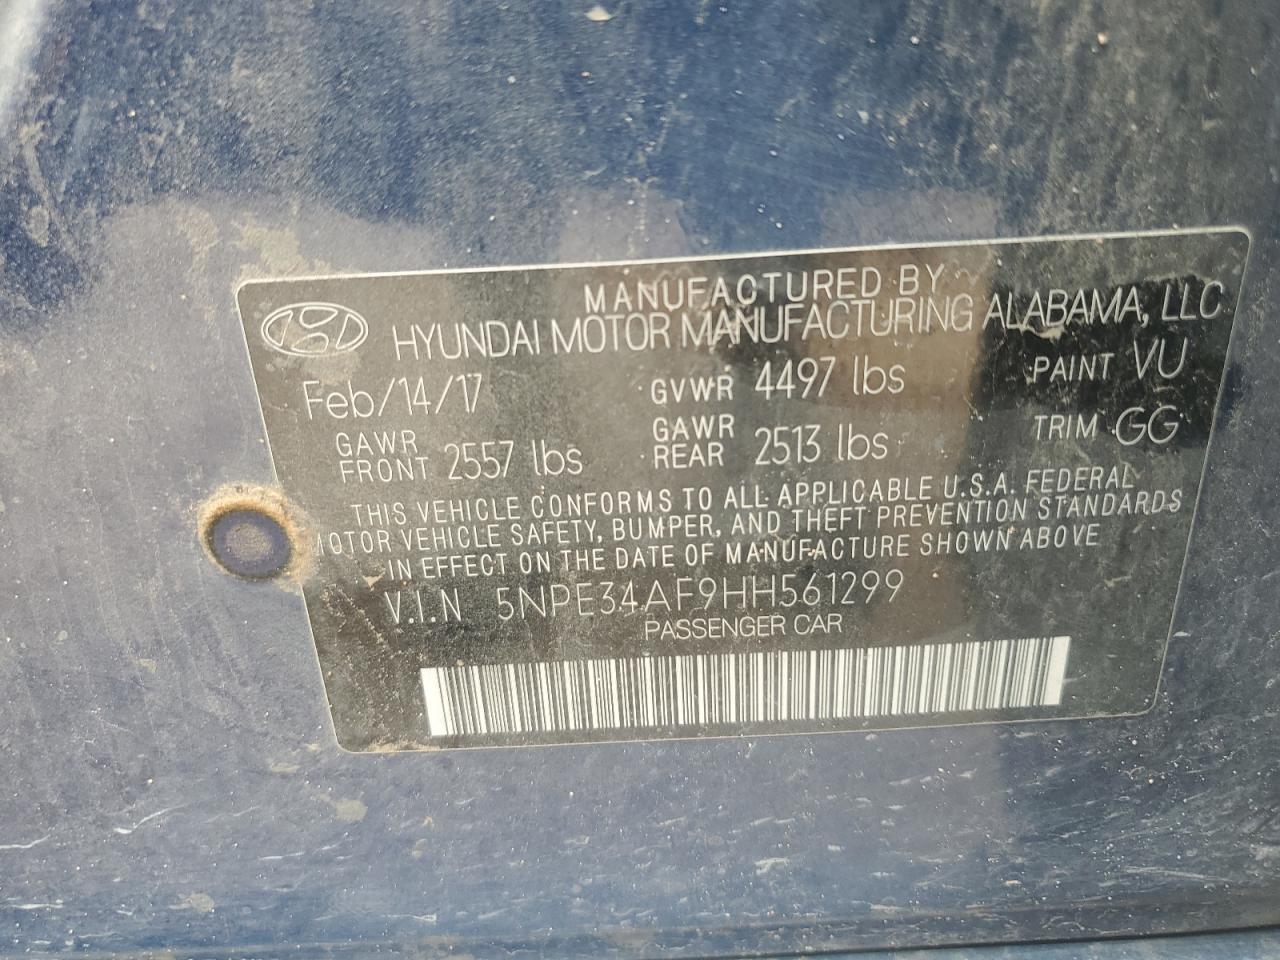 MANUFACTURED BY
HYUNDAI MOTOR MANUFACTURING ALABAMA, LLC
Feb/14/17 GVWR 4497 lbs PAINT VU
GAWR FRONT 2557 lbs GAWR REAR 2513 lbs TRIM GG
THIS VEHICLE CONFORMS TO ALL APPLICABLE U.S.A. FEDERAL
MOTOR VEHICLE SAFETY, BUMPER, AND THEFT PREVENTION STANDARDS
IN EFFECT ON THE DATE OF MANUFACTURE SHOWN ABOVE
V.I.N 5NPE34AF9HH561299
PASSENGER CAR